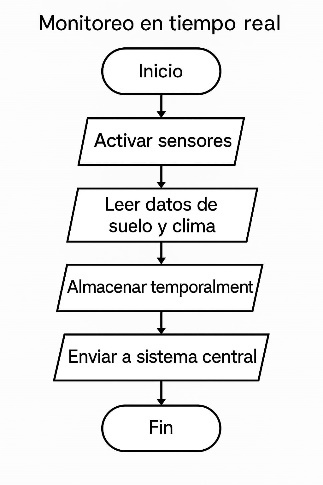 Monitoreo en tiempo real
Inicio
Activar sensores
Leer datos de
suelo y clima
Almacenar temporalment
Enviar a sistema central
Fin